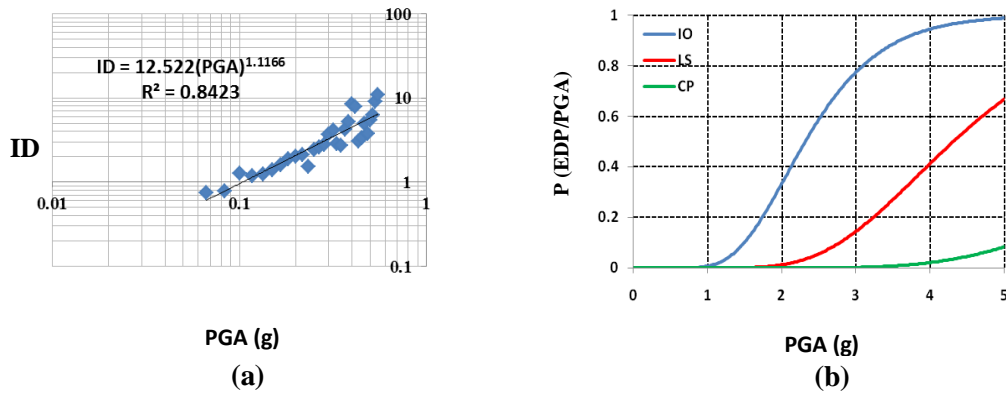 100
ID = 12.522(PGA)^1.1166
R² = 0.8423
10
ID
1
0.01 0.1 1
0.1
PGA (g)
(a)
1
IO
LS
0.8
CP
0.6
P (EDP/PGA)
0.4
0.2
0
0 1 2 3 4 5
PGA (g)
(b)